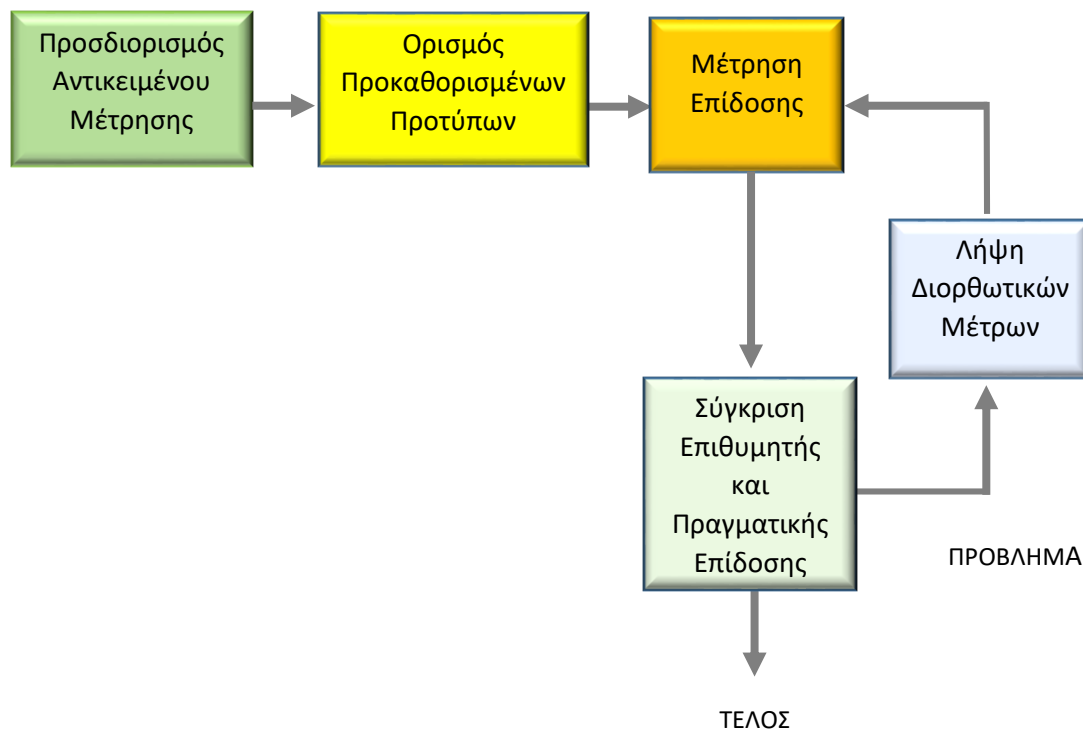 Προσδιορισμός
Αντικειμένου
Μέτρησης
Ορισμός
Προκαθορισμένων
Προτύπων
Μέτρηση
Επίδοσης
Λήψη
Διορθωτικών
Μέτρων
Σύγκριση
Επιθυμητής
και
Πραγματικής
Επίδοσης
ΠΡΟΒΛΗΜΑ
ΤΕΛΟΣ